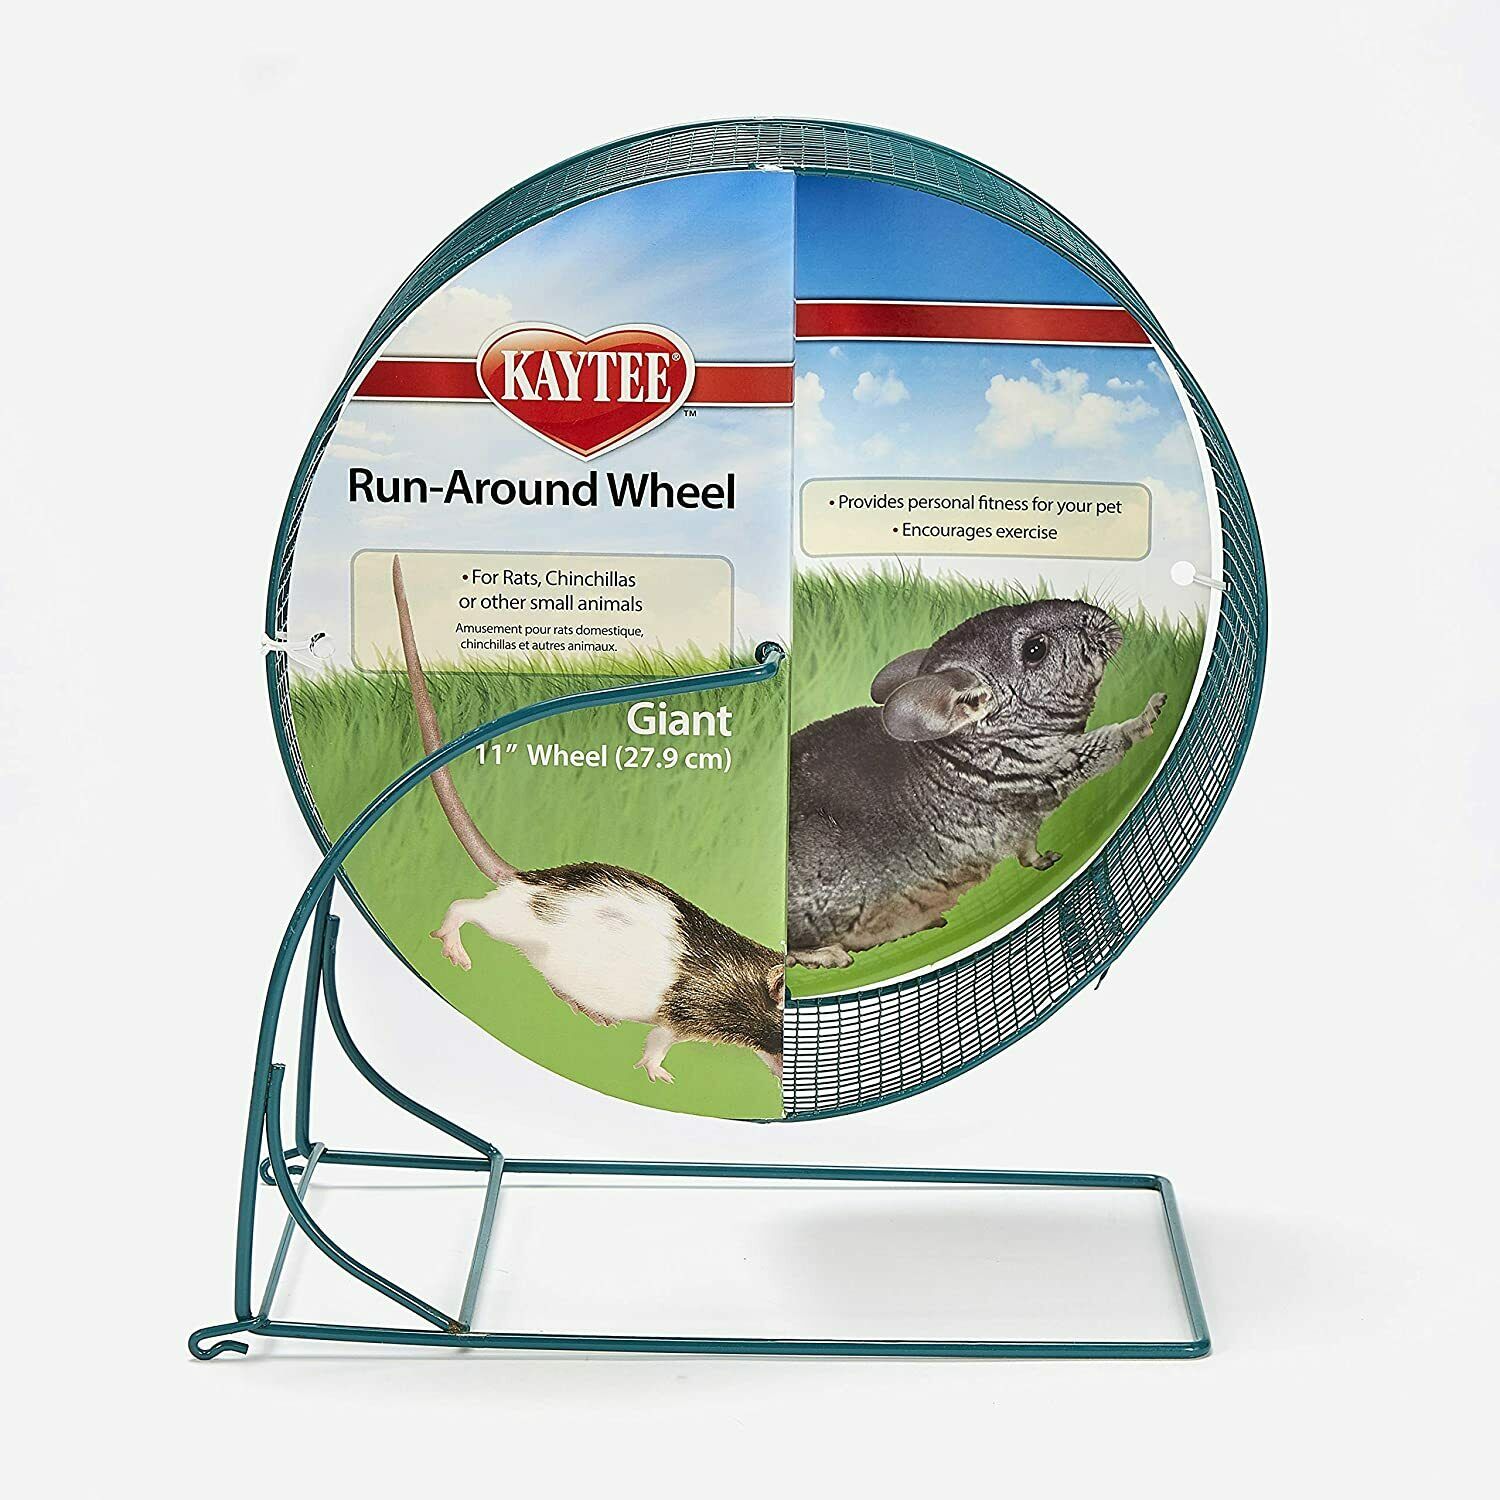 KAYTEE®
™
Run-Around Wheel
• For Rats, Chinchillas
or other small animals
Amusement pour rats domestique,
chinchillas et autres animaux.
Giant
11” Wheel (27.9 cm)
• Provides personal fitness for your pet
• Encourages exercise